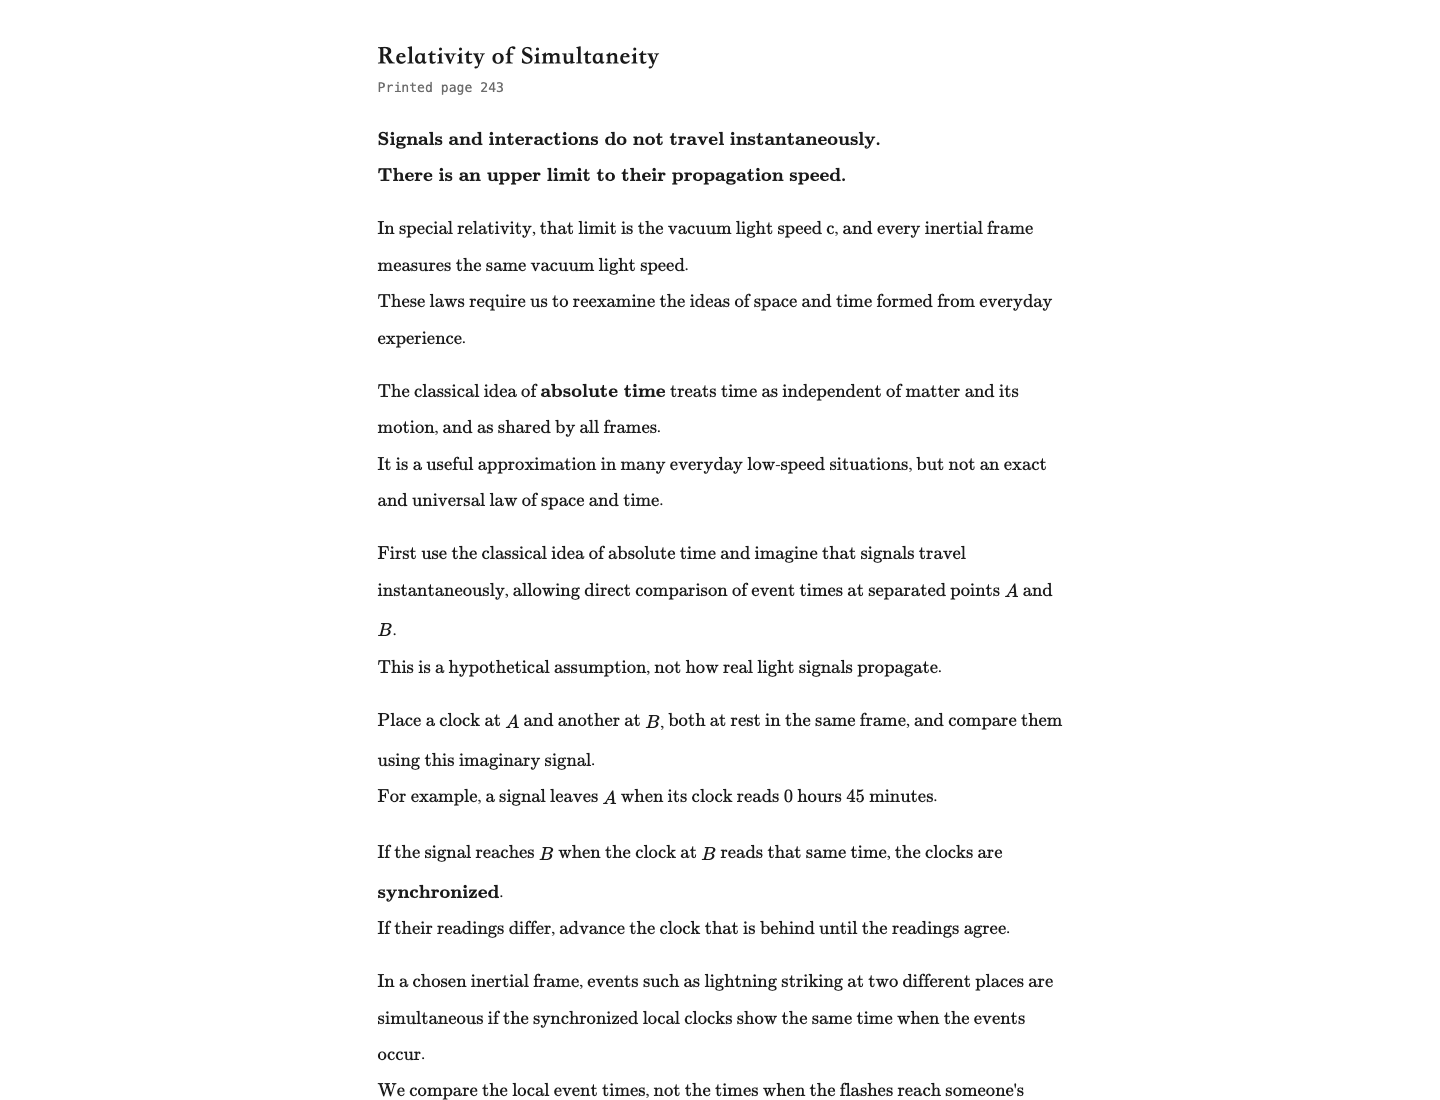 Relativity of Simultaneity
Printed page 243
Signals and interactions do not travel instantaneously.
There is an upper limit to their propagation speed.
In special relativity, that limit is the vacuum light speed c, and every inertial frame
measures the same vacuum light speed.
These laws require us to reexamine the ideas of space and time formed from everyday
experience.
The classical idea of absolute time treats time as independent of matter and its
motion, and as shared by all frames.
It is a useful approximation in many everyday low-speed situations, but not an exact
and universal law of space and time.
First use the classical idea of absolute time and imagine that signals travel
instantaneously, allowing direct comparison of event times at separated points A and
B.
This is a hypothetical assumption, not how real light signals propagate.
Place a clock at A and another at B, both at rest in the same frame, and compare them
using this imaginary signal.
For example, a signal leaves A when its clock reads 0 hours 45 minutes.
If the signal reaches B when the clock at B reads that same time, the clocks are
synchronized.
If their readings differ, advance the clock that is behind until the readings agree.
In a chosen inertial frame, events such as lightning striking at two different places are
simultaneous if the synchronized local clocks show the same time when the events
occur.
We compare the local event times, not the times when the flashes reach someone's